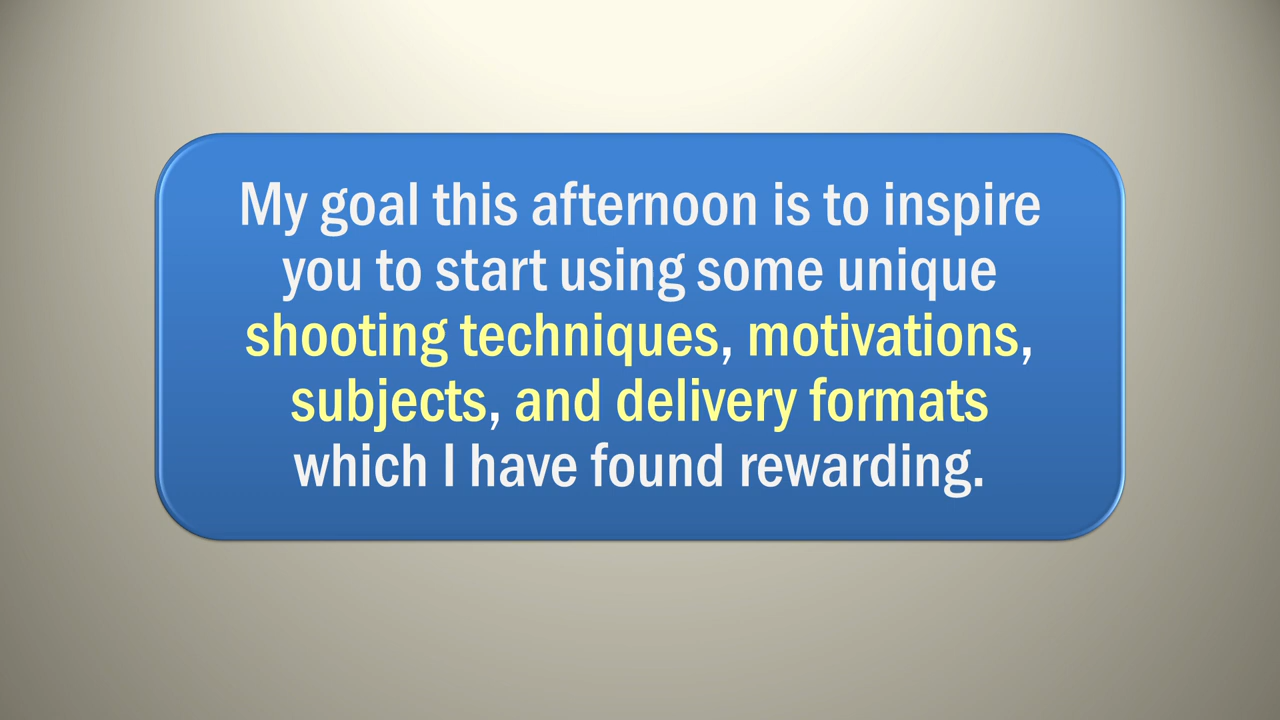 My goal this afternoon is to inspire
you to start using some unique
shooting techniques, motivations,
subjects, and delivery formats
which I have found rewarding.